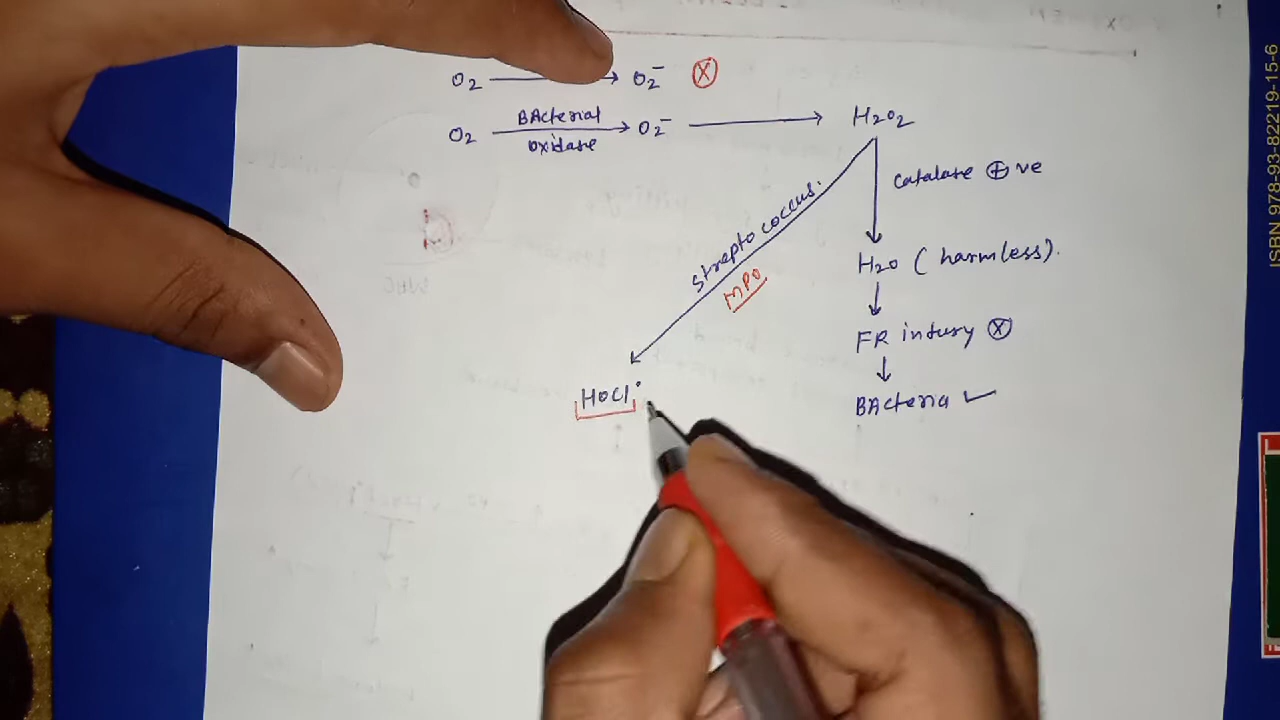 O₂ → O₂⁻ ⊗
O₂ BActerial oxidase → O₂⁻ → H₂O₂
catalase ⊕ve
streptococcus.
MPO
H₂O (harmless).
↓
FR intury ⊗
↓
HOCl°
BActeria ✓
ISBN 978-93-82219-15-6